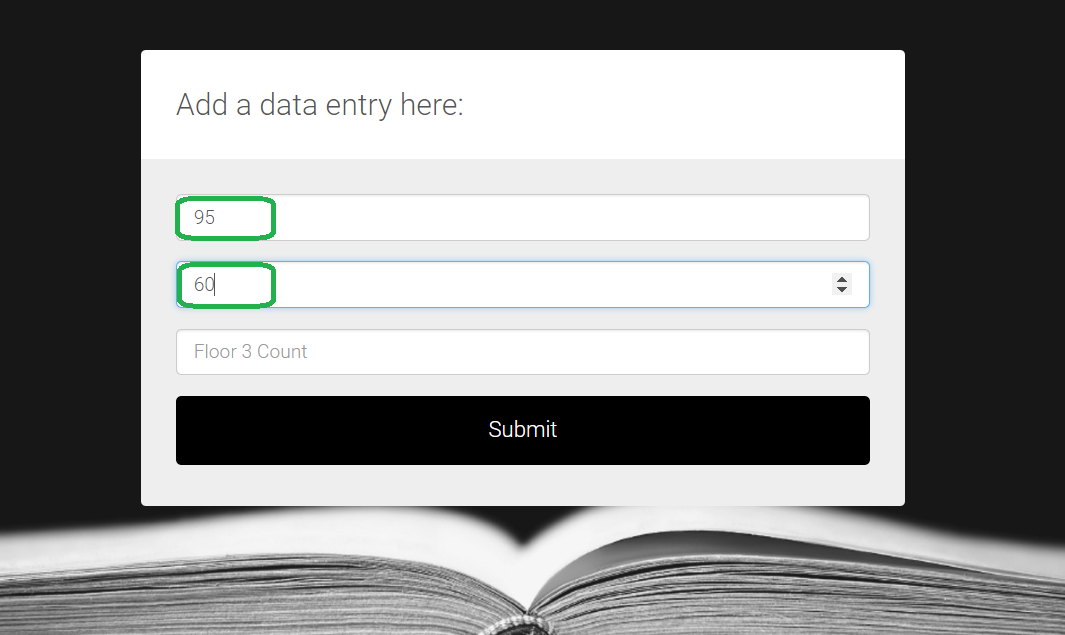 Add a data entry here:
95
60
Floor 3 Count
Submit